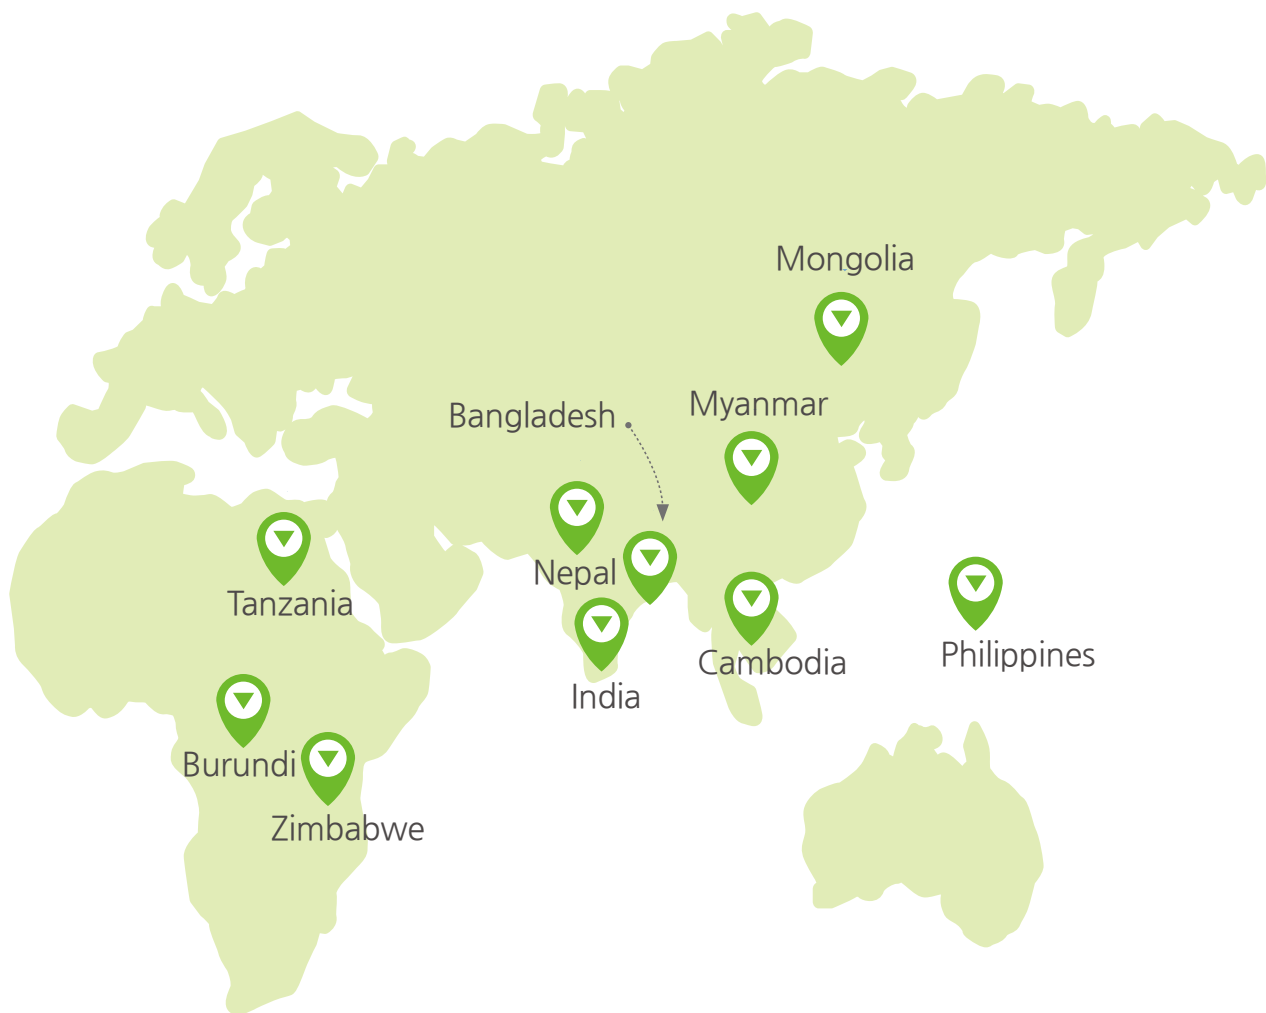 Mongolia
Myanmar
Bangladesh
Nepal
Tanzania
Philippines
Cambodia
India
Burundi
Zimbabwe